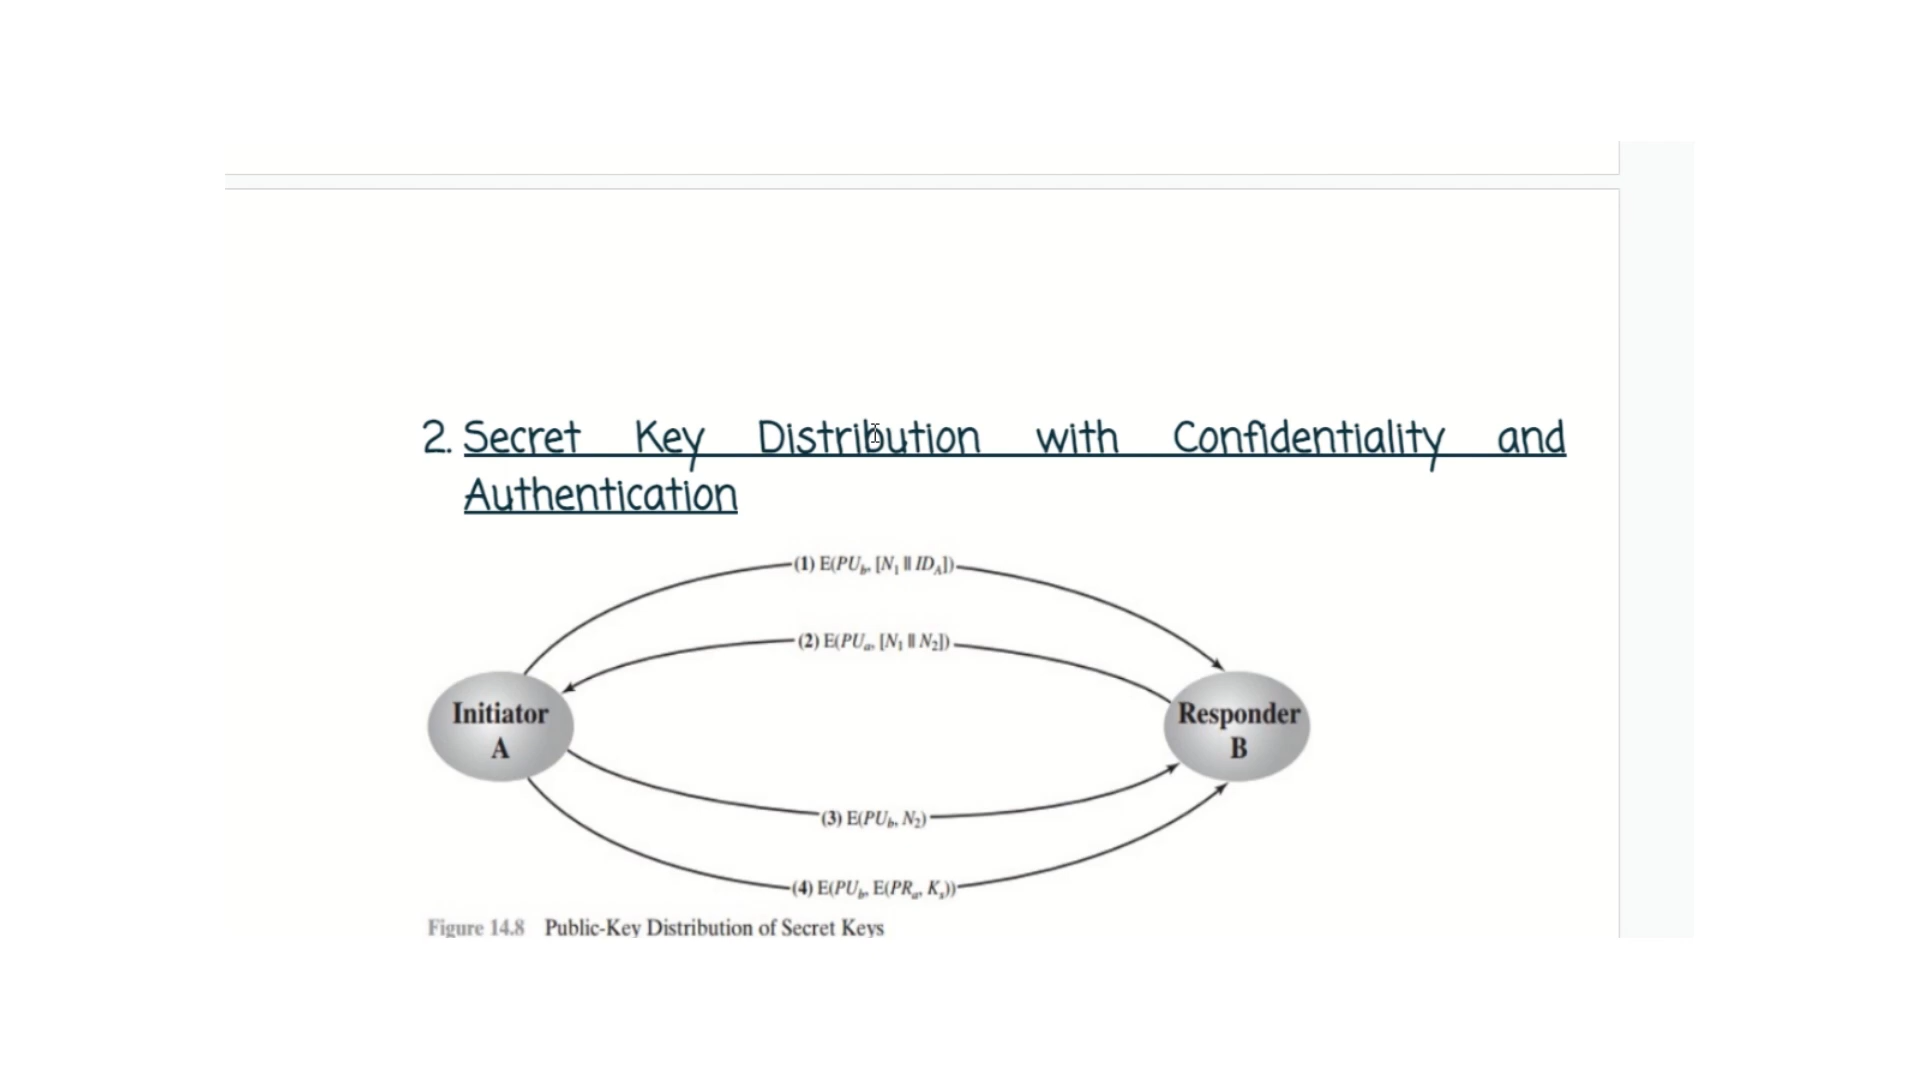 2. Secret Key Distribution with Confidentiality and
Authentication
(1) E(PU_b, [N_1 || ID_A])
(2) E(PU_a, [N_1 || N_2])
Initiator
A
Responder
B
(3) E(PU_b, N_2)
(4) E(PU_b, E(PR_a, K_s))
Figure 14.8 Public-Key Distribution of Secret Keys